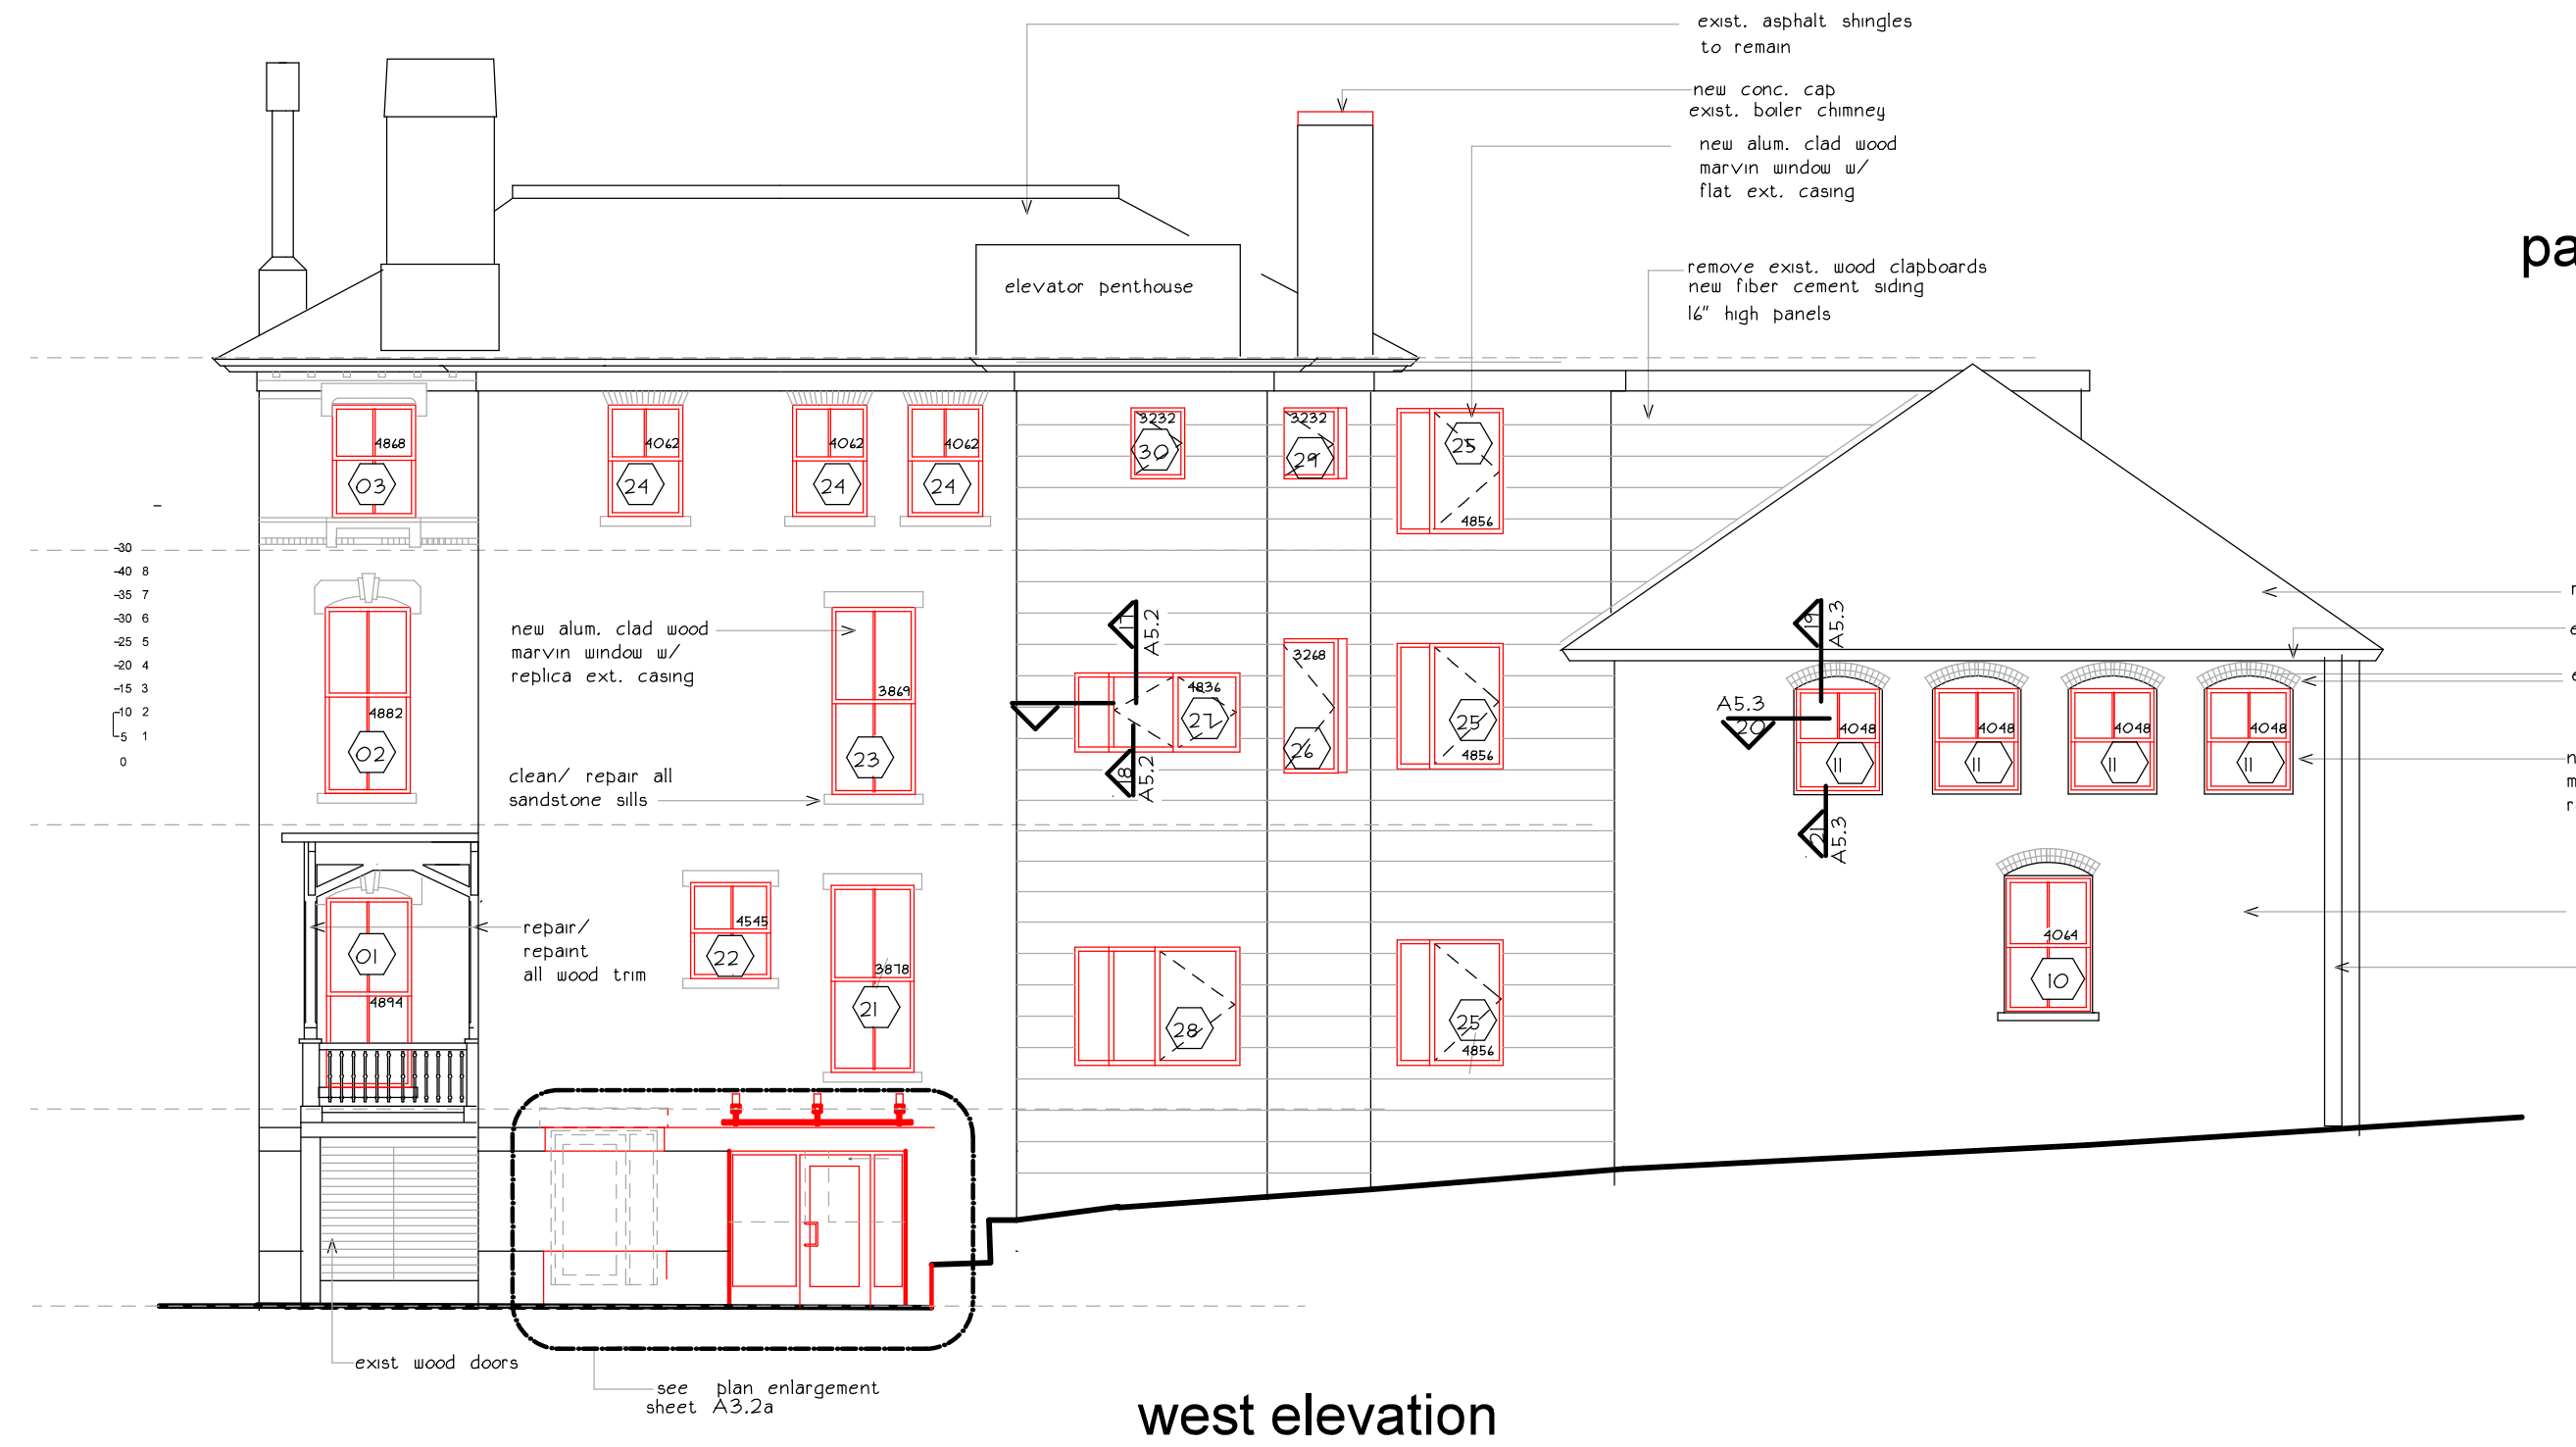 exist. asphalt shingles
to remain
new conc. cap
exist. boiler chimney
new alum. clad wood
marvin window w/
flat ext. casing
pa
elevator penthouse
remove exist. wood clapboards
new fiber cement siding
16" high panels
4868
03
4062
24
4062
24
4062
24
3232
30
3232
29
25
4856
-30
-40 8
-35 7
-30 6
-25 5
-20 4
-15 3
-10 2
-5 1
0
new alum. clad wood
marvin window w/
replica ext. casing
clean/ repair all
sandstone sills
4882
02
3869
23
17
A5.2
4836
27
18
A5.2
3268
26
25
4856
19
A5.3
A5.3
20
21
A5.3
4048
11
4048
11
4048
11
4048
11
r
e
e
n
m
r
repair/
repaint
all wood trim
01
4894
4545
22
3878
21
28
25
4856
4064
10
exist wood doors
see plan enlargement
sheet A3.2a
west elevation